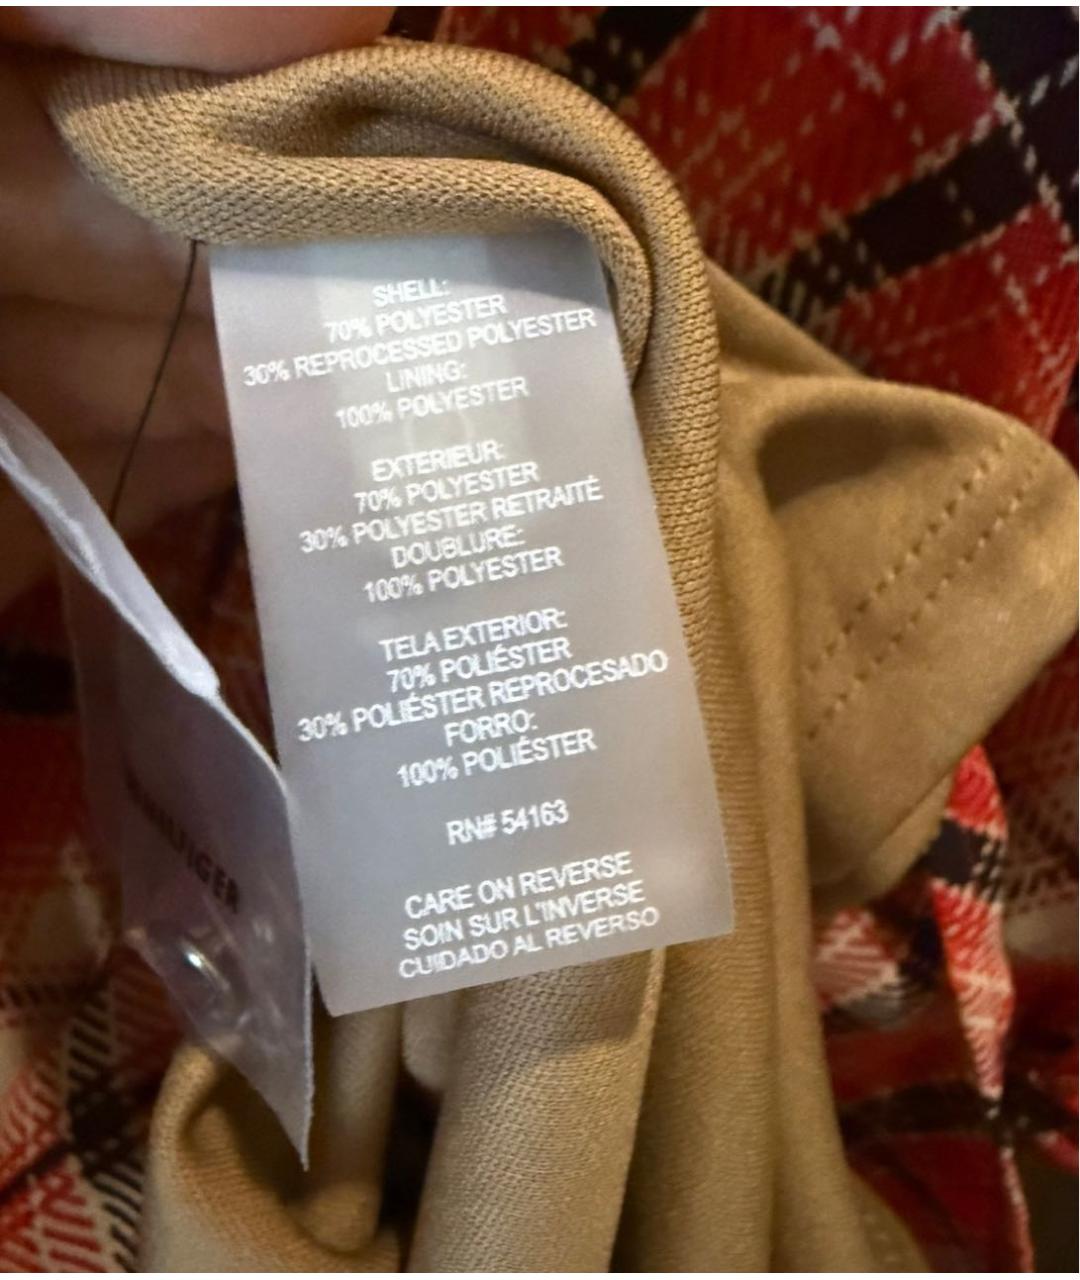 SHELL:
70% POLYESTER
30% REPROCESSED POLYESTER
LINING:
100% POLYESTER
EXTERIEUR:
70% POLYESTER
30% POLYESTER RETRAITÉ
DOUBLURE:
100% POLYESTER
TELA EXTERIOR:
70% POLIÉSTER
30% POLIÉSTER REPROCESADO
FORRO:
100% POLIÉSTER
RN# 54163
CARE ON REVERSE
SOIN SUR L'INVERSE
CUIDADO AL REVERSO